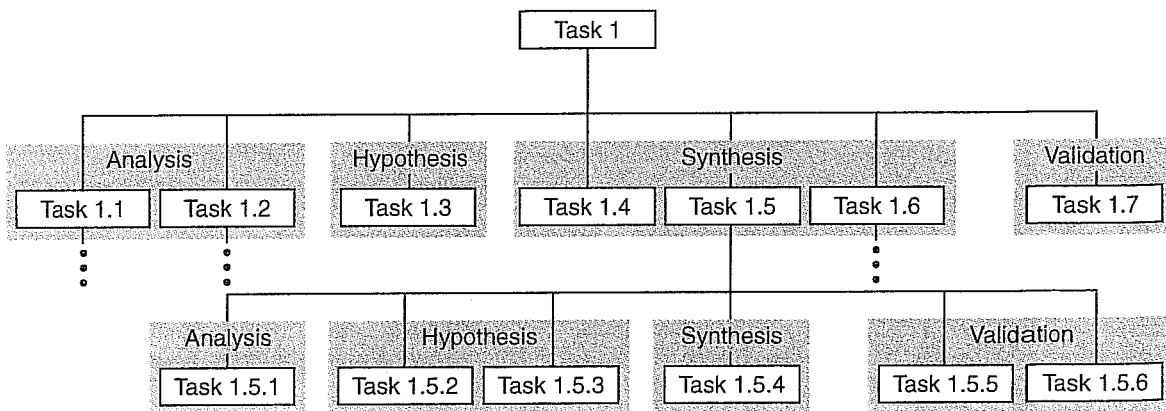 Task 1
Analysis
Hypothesis
Synthesis
Validation
Task 1.1
Task 1.2
Task 1.3
Task 1.4
Task 1.5
Task 1.6
Task 1.7
Analysis
Hypothesis
Synthesis
Validation
Task 1.5.1
Task 1.5.2
Task 1.5.3
Task 1.5.4
Task 1.5.5
Task 1.5.6